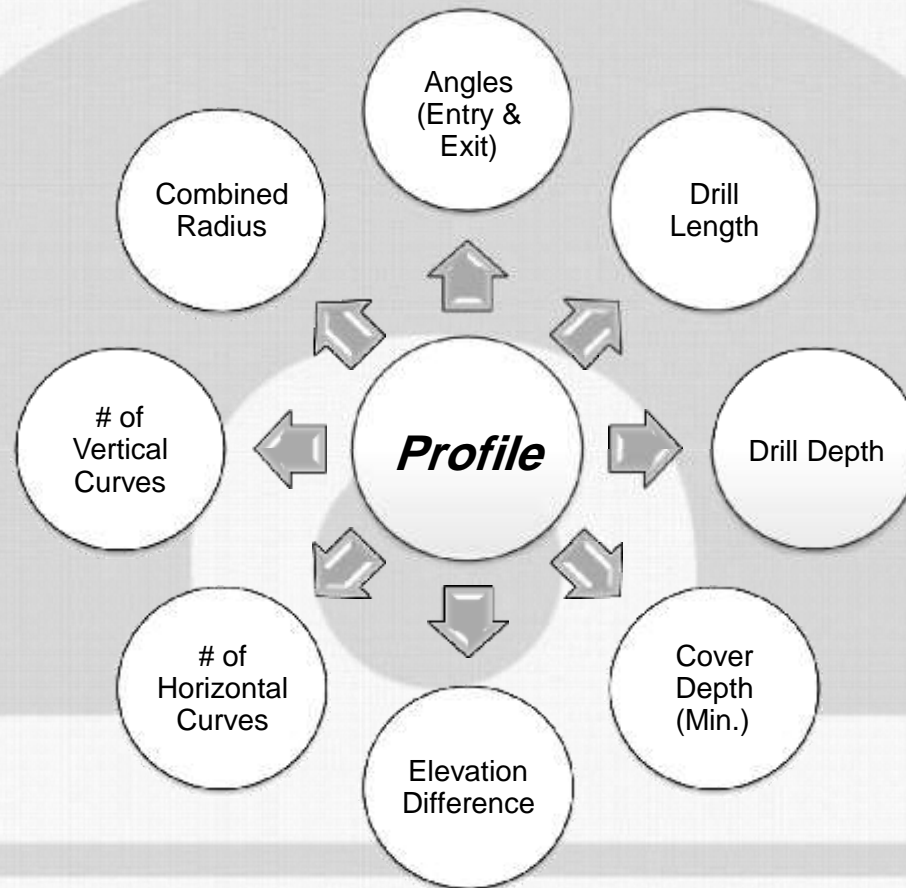 Angles
(Entry &
Exit)
Combined
Radius
Drill
Length
# of
Vertical
Curves
Profile
Drill Depth
# of
Horizontal
Curves
Cover
Depth
(Min.)
Elevation
Difference